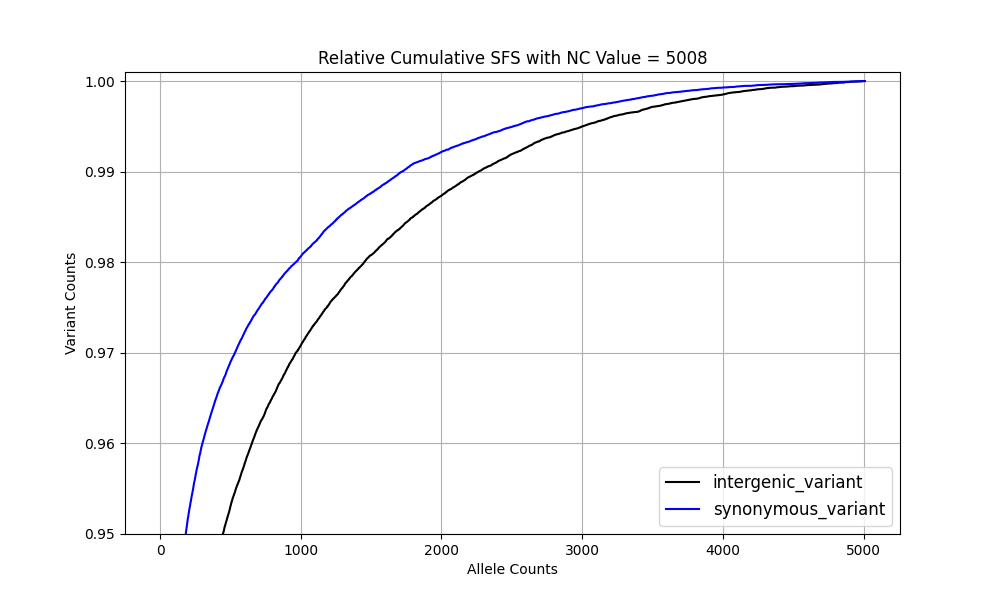 Relative Cumulative SFS with NC Value = 5008
Variant Counts
1.00
0.99
0.98
0.97
0.96
0.95
0
1000
2000
3000
4000
5000
Allele Counts
intergenic_variant
synonymous_variant